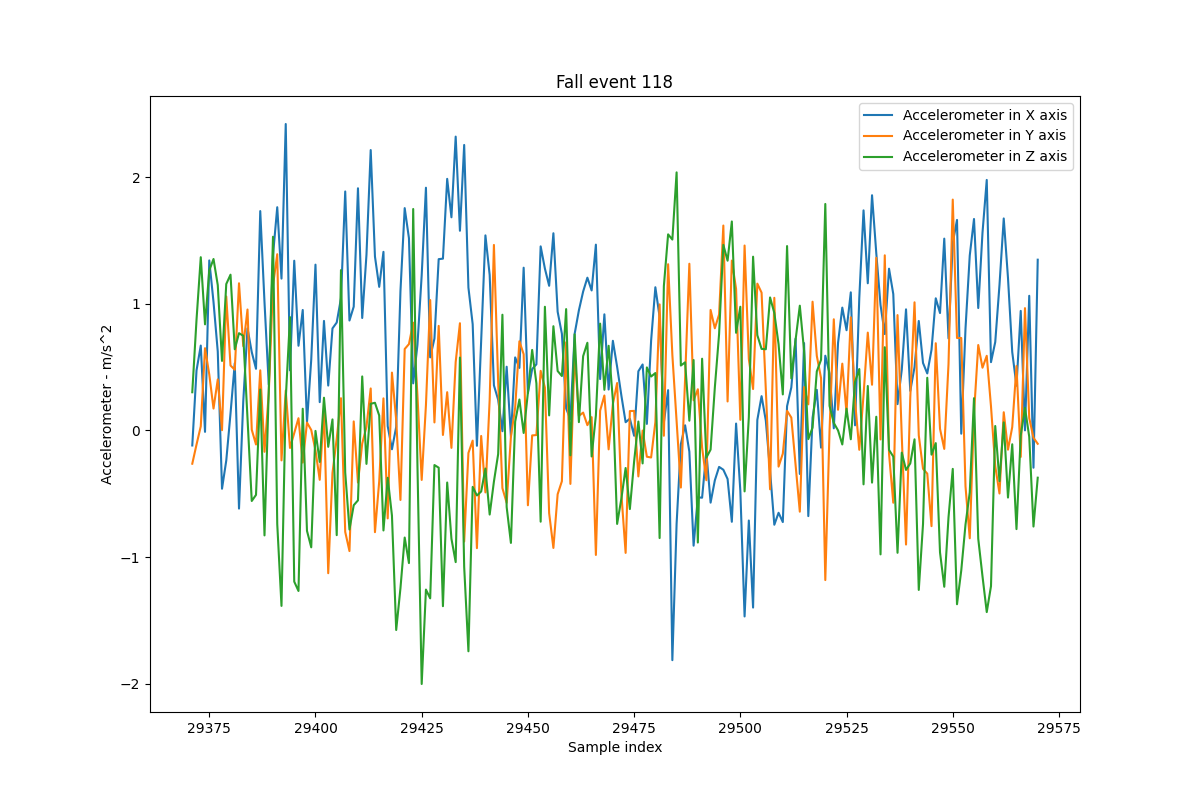 Fall event 118
Accelerometer in X axis
Accelerometer in Y axis
Accelerometer in Z axis
Accelerometer - m/s^2
2
1
0
−1
−2
29375 29400 29425 29450 29475 29500 29525 29550 29575
Sample index